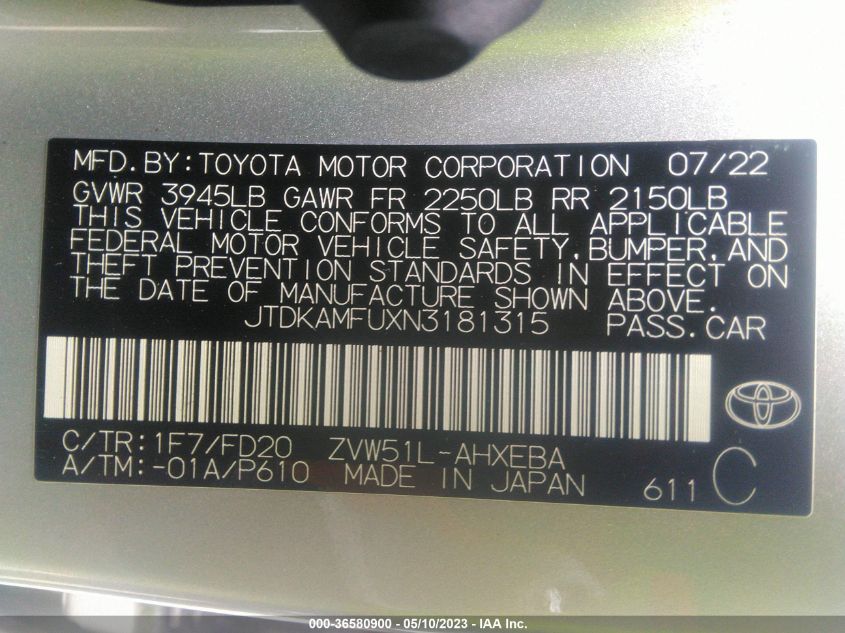 MFD.BY:TOYOTA MOTOR CORPORATION 07/22
GVWR 3945LB GAWR FR 2250LB RR 2150LB
THIS VEHICLE CONFORMS TO ALL APPLICABLE
FEDERAL MOTOR VEHICLE SAFETY,BUMPER,AND
THEFT PREVENTION STANDARDS IN EFFECT ON
THE DATE OF MANUFACTURE SHOWN ABOVE.
JTDKAMFUXN3181315 PASS.CAR
C/TR:1F7/FD20 ZVW51L-AHXEBA
A/TM:-01A/P610 MADE IN JAPAN 611 C
000-36580900 - 05/10/2023 - IAA Inc.